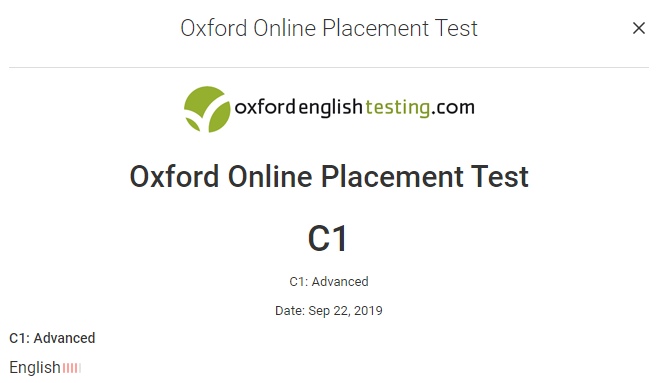 Oxford Online Placement Test
oxfordenglishtesting.com
Oxford Online Placement Test
C1
C1: Advanced
Date: Sep 22, 2019
C1: Advanced
English